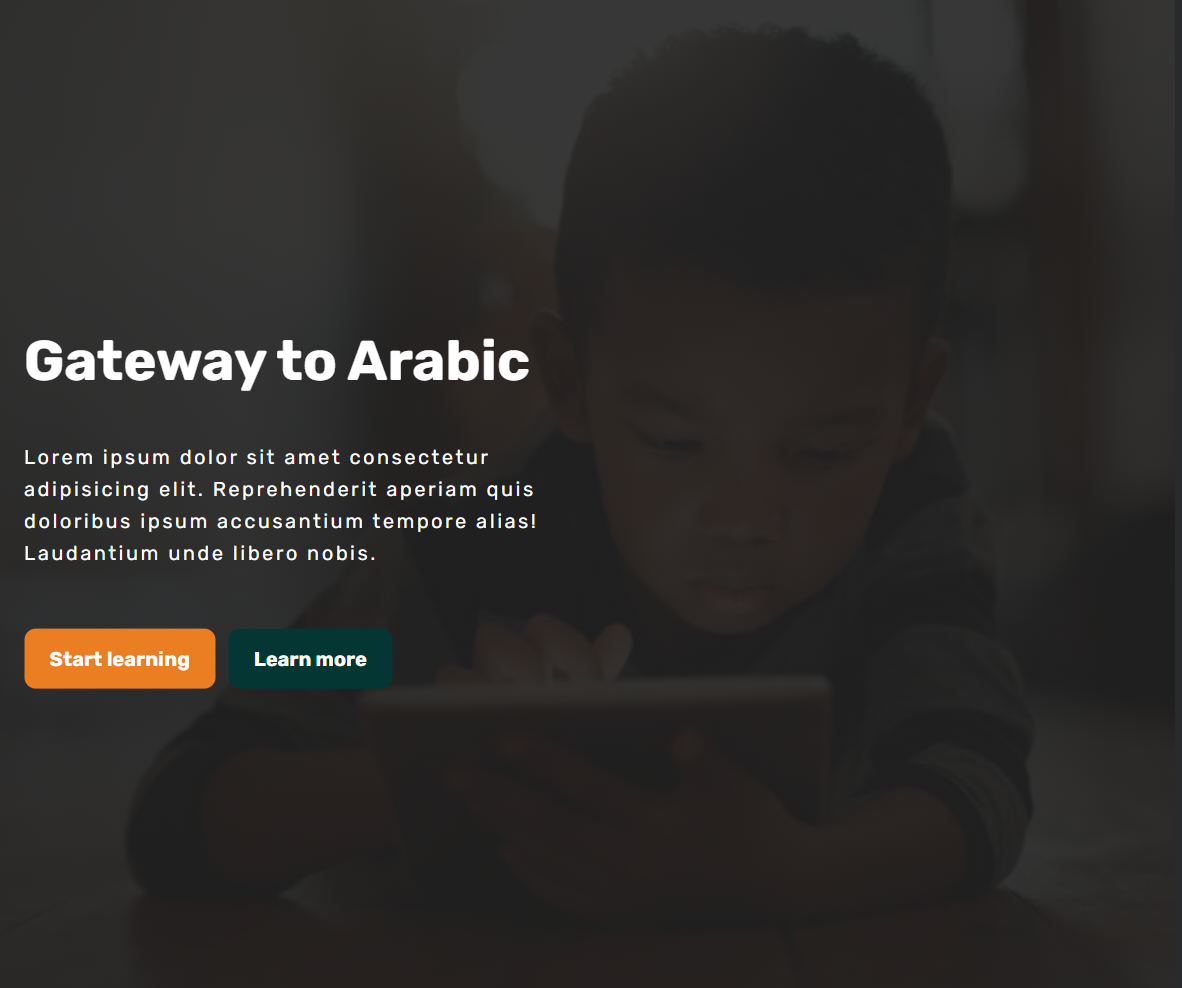 Gateway to Arabic
Lorem ipsum dolor sit amet consectetur
adipisicing elit. Reprehenderit aperiam quis
doloribus ipsum accusantium tempore alias!
Laudantium unde libero nobis.
Start learning
Learn more